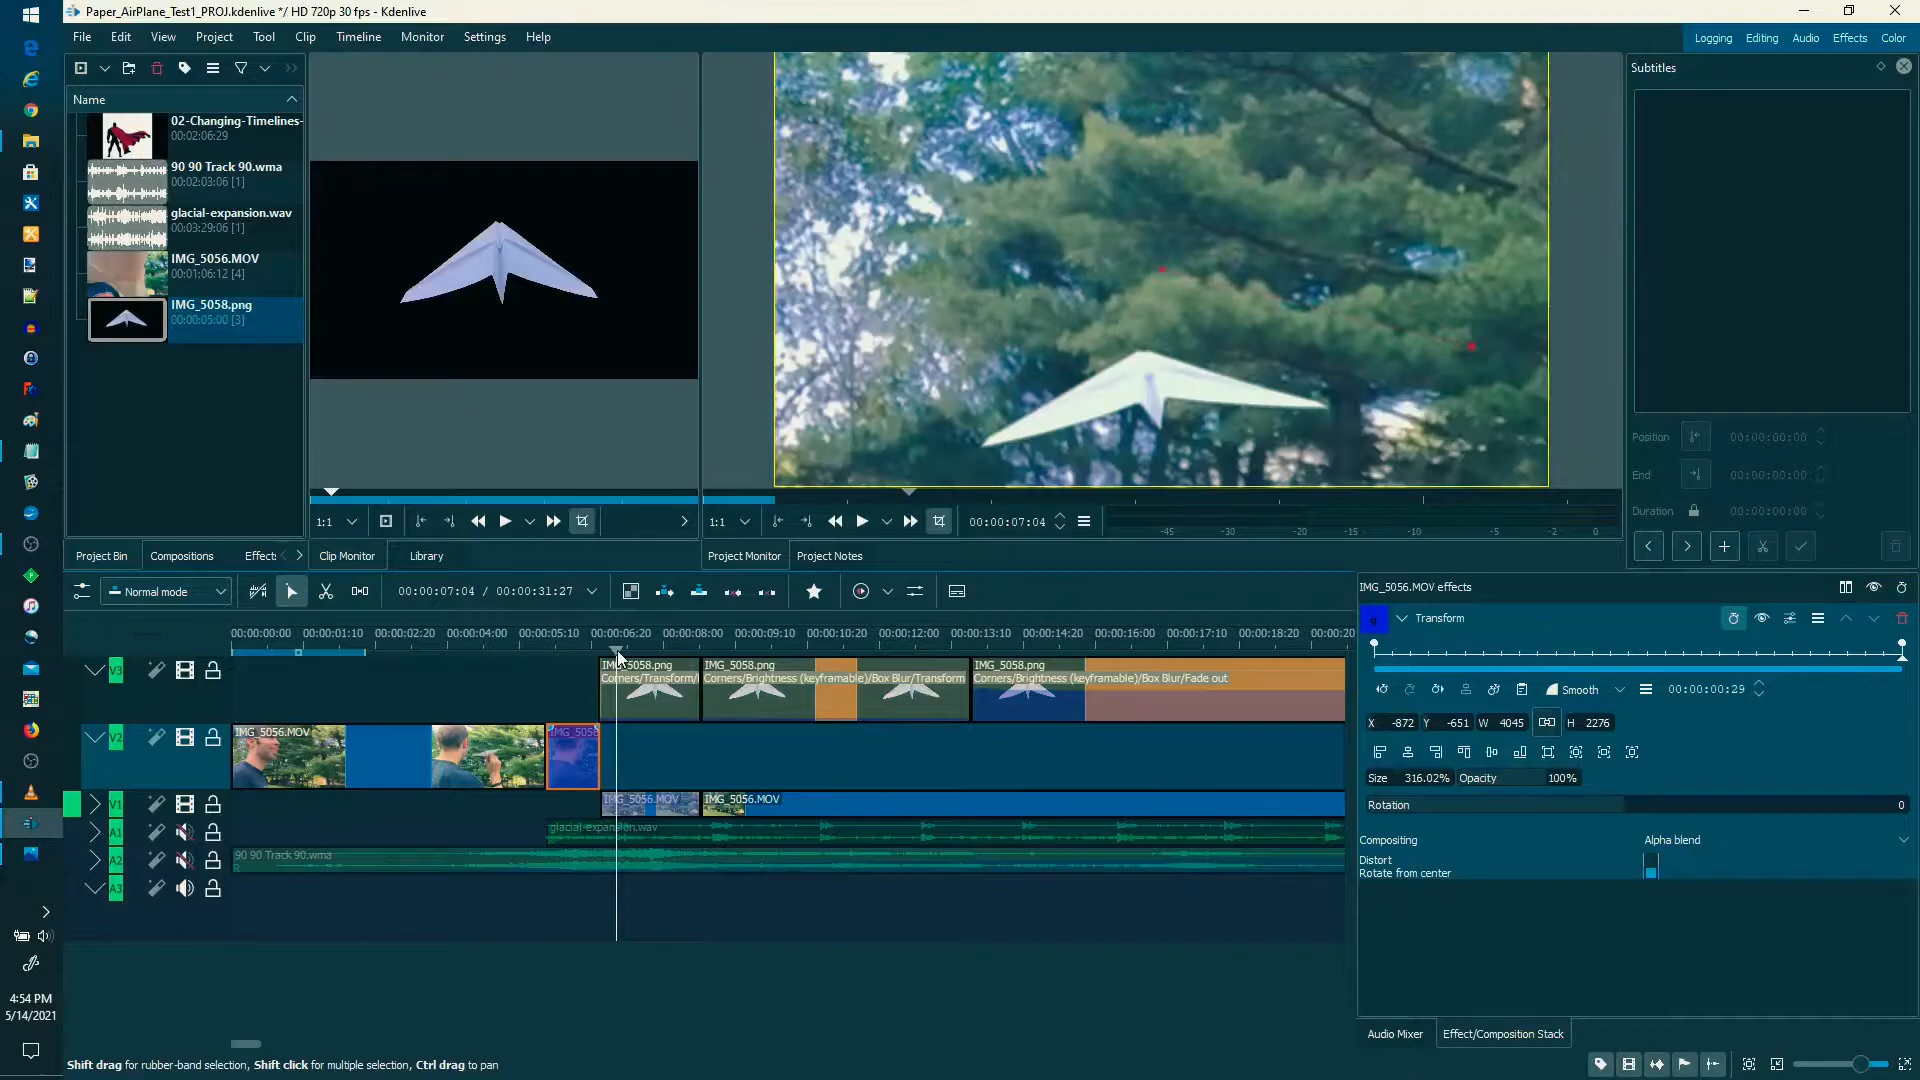 Paper_AirPlane_Test1_PROJ.kdenlive */ HD 720p 30 fps - Kdenlive
File Edit View Project Tool Clip Timeline Monitor Settings Help
Logging Editing Audio Effects Color
Name
02-Changing-Timelines-
00:02:06:29
90 90 Track 90.wma
00:02:03:06 [1]
glacial-expansion.wav
00:03:29:06 [1]
IMG_5056.MOV
00:01:06:12 [4]
IMG_5058.png
00:00:05:00 [3]
1:1
1:1
00:00:07:04
-45 -30 -20 -15 -10 -5 -2 0
Subtitles
Position 00:00:00:00
End 00:00:00:00
Duration 00:00:00:00
Project Bin Compositions Effects Clip Monitor Library Project Monitor Project Notes
Normal mode
00:00:07:04 / 00:00:31:27
00:00:00:00 00:00:01:10 00:00:02:20 00:00:04:00 00:00:05:10 00:00:06:20 00:00:08:00 00:00:09:10 00:00:10:20 00:00:12:00 00:00:13:10 00:00:14:20 00:00:16:00 00:00:17:10 00:00:18:20 00:00:20
V3
IMG_5058.png IMG_5058.png IMG_5058.png
Corners/Transform/ Corners/Brightness (keyframable)/Box Blur/Transform Corners/Brightness (keyframable)/Box Blur/Fade out
V2
IMG_5056.MOV
V1
IMG_5056.MOV IMG_5056.MOV
A1
glacial-expansion.wav
A2
90 90 Track 90.wma
R
A3
IMG_5056.MOV effects
Transform
Smooth 00:00:00:29
X -872 Y -651 W 4045 H 2276
Size 316.02% Opacity 100%
Rotation 0
Compositing Alpha blend
Distort
Rotate from center
Audio Mixer Effect/Composition Stack
4:54 PM
5/14/2021
Shift drag for rubber-band selection, Shift click for multiple selection, Ctrl drag to pan